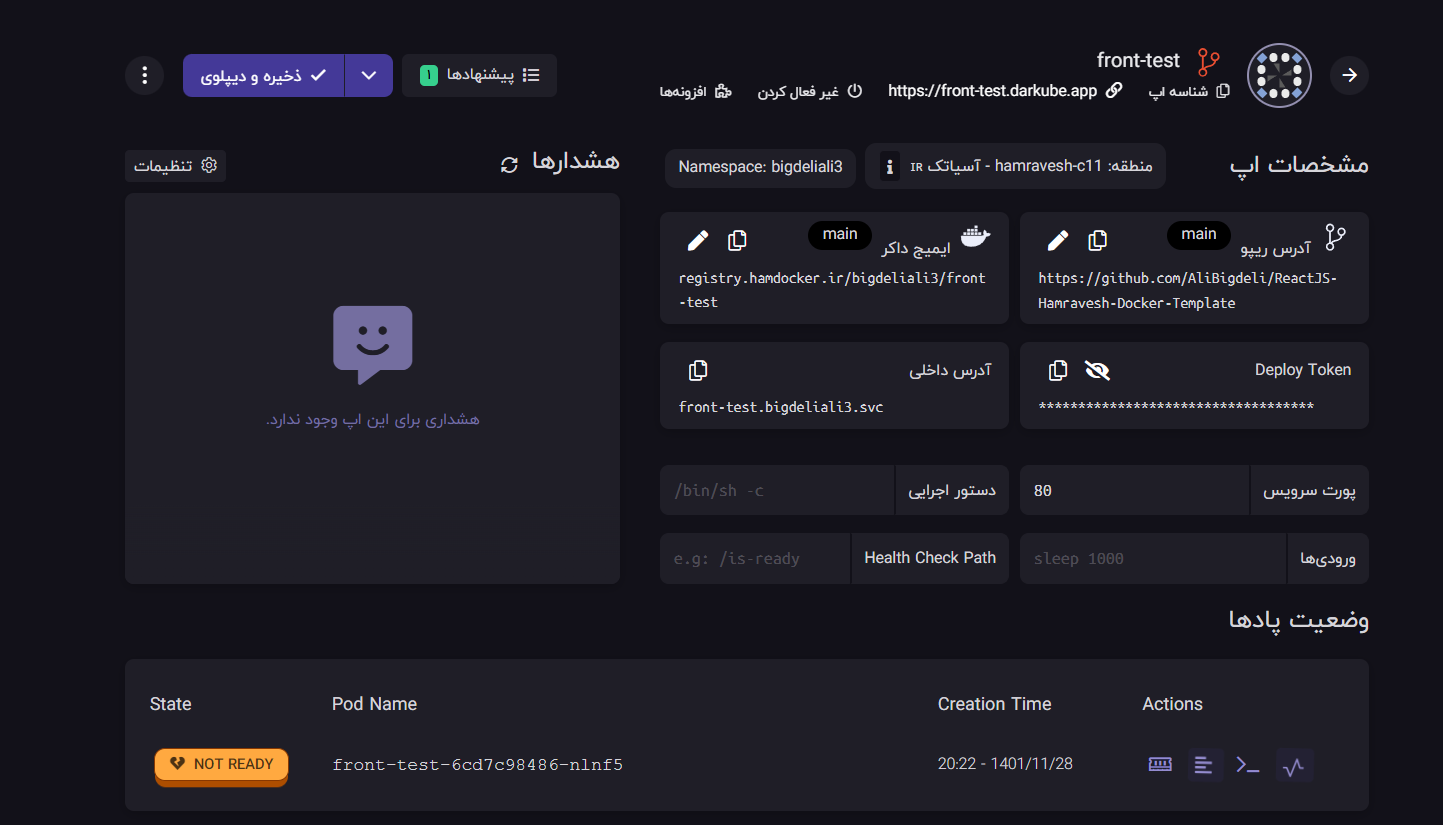 front-test
شناسه اپ
https://front-test.darkube.app
غیر فعال کردن
افزونه‌ها
پیشنهادها ۱
ذخیره و دیپلوی
مشخصات اپ
منطقه: hamravesh-c11 - آسیاتک IR
Namespace: bigdeliali3
آدرس ریپو main
https://github.com/AliBigdeli/ReactJS-
Hamravesh-Docker-Template
ایمیج داکر main
registry.hamdocker.ir/bigdeliali3/front
-test
Deploy Token
***********************************
آدرس داخلی
front-test.bigdeliali3.svc
پورت سرویس 80
دستور اجرایی /bin/sh -c
ورودی‌ها sleep 1000
Health Check Path e.g: /is-ready
هشدارها
تنظیمات
هشداری برای این اپ وجود ندارد.
وضعیت پادها
State Pod Name Creation Time Actions
NOT READY front-test-6cd7c98486-nlnf5 20:22 - 1401/11/28